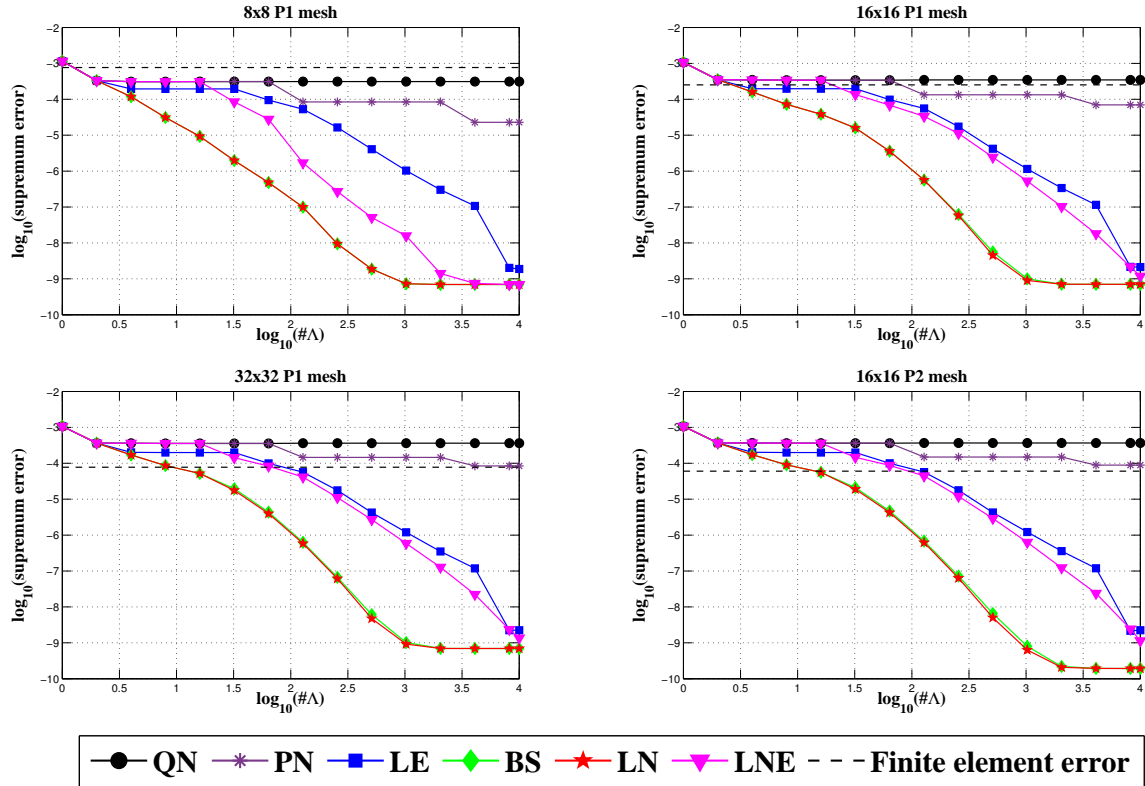 8x8 P1 mesh
−2
−3
−4
−5
−6
−7
−8
−9
−10
0 0.5 1 1.5 2 2.5 3 3.5 4
log10(supremum error)
log10(#Λ)
16x16 P1 mesh
−2
−3
−4
−5
−6
−7
−8
−9
−10
0 0.5 1 1.5 2 2.5 3 3.5 4
log10(supremum error)
log10(#Λ)
32x32 P1 mesh
−2
−3
−4
−5
−6
−7
−8
−9
−10
0 0.5 1 1.5 2 2.5 3 3.5 4
log10(supremum error)
log10(#Λ)
16x16 P2 mesh
−2
−3
−4
−5
−6
−7
−8
−9
−10
0 0.5 1 1.5 2 2.5 3 3.5 4
log10(supremum error)
log10(#Λ)
QN PN LE BS LN LNE Finite element error